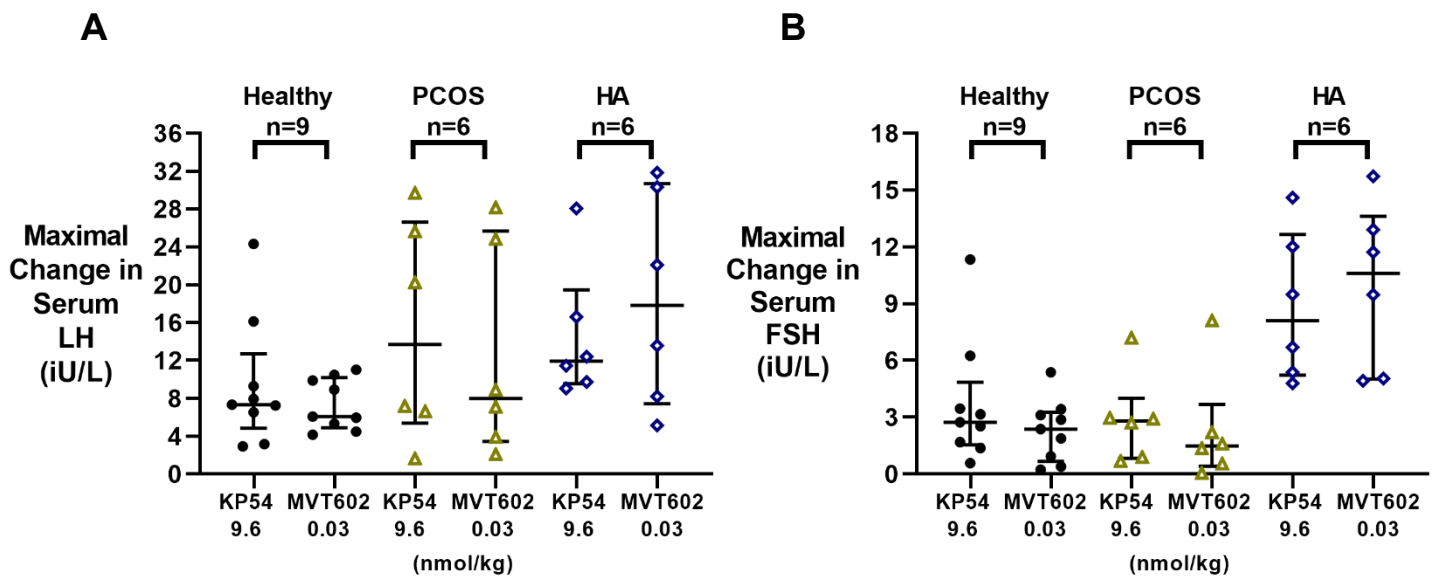 A
Healthy PCOS HA
n=9 n=6 n=6
36
32
28
24
20
16
12
8
4
0
Maximal
Change in
Serum
LH
(iU/L)
KP54 MVT602 KP54 MVT602 KP54 MVT602
9.6 0.03 9.6 0.03 9.6 0.03
(nmol/kg)
B
Healthy PCOS HA
n=9 n=6 n=6
18
15
12
9
6
3
0
Maximal
Change in
Serum
FSH
(iU/L)
KP54 MVT602 KP54 MVT602 KP54 MVT602
9.6 0.03 9.6 0.03 9.6 0.03
(nmol/kg)